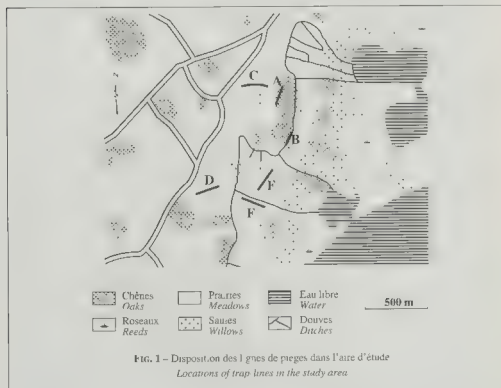 C
A
B
D
F
Chênes
Oaks
Prairies
Meadows
Eau libre
Water
500 m
Roseaux
Reeds
Saules
Willows
Douves
Ditches
FIG. 1 – Disposition des lignes de pièges dans l'aire d'étude
Locations of trap lines in the study area